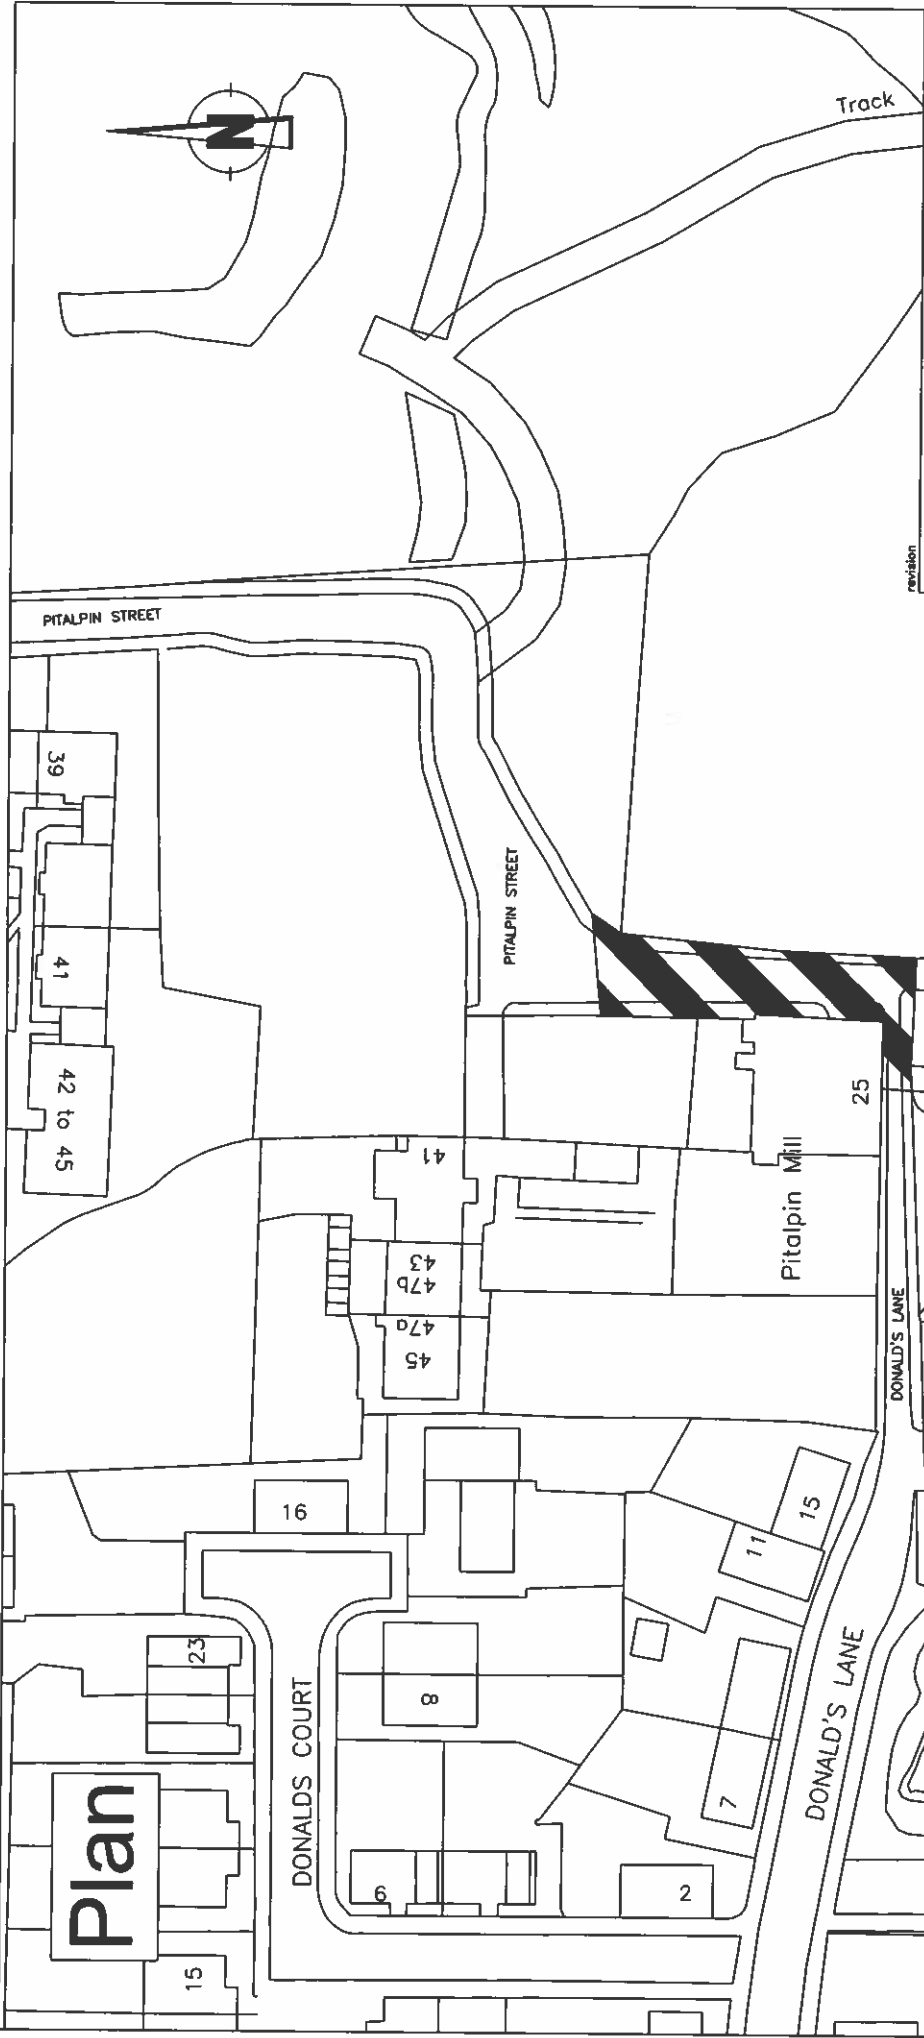 N
Track
revision
PITALPIN STREET
39
41
42 to 45
PITALPIN STREET
25
Pitalpin Mill
41
43
47b
47a
45
DONALD'S LANE
16
15
11
23
8
DONALDS COURT
DONALD'S LANE
7
6
2
Plan
15